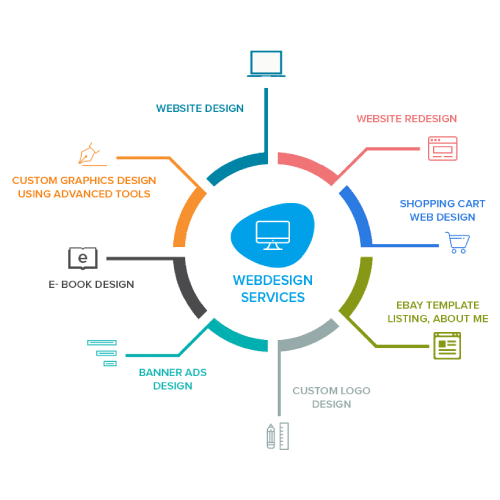 WEBSITE DESIGN
WEBSITE REDESIGN
CUSTOM GRAPHICS DESIGN
USING ADVANCED TOOLS
SHOPPING CART
WEB DESIGN
e
E- BOOK DESIGN
WEBDESIGN
SERVICES
EBAY TEMPLATE
LISTING, ABOUT ME
BANNER ADS
DESIGN
CUSTOM LOGO
DESIGN